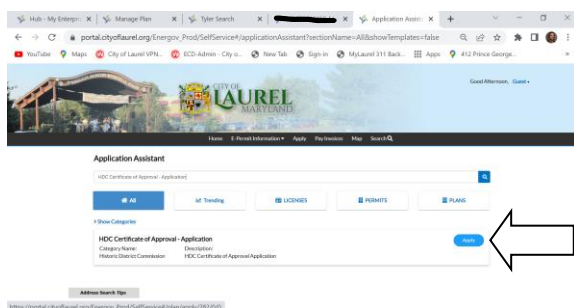 Hub - My Enterpri
Manage Plan
Tyler Search
Application Assist
portal.cityoflaurel.org/Energov_Prod/SelfService#/applicationAssistant?sectionName=All&showTemplates=false
YouTube
Maps
City of Laurel VPN...
ECD-Admin - City o...
New Tab
Sign in
MyLaurel 311 Back...
Apps
412 Prince George...
CITY OF
LAUREL
MARYLAND
Good Afternoon, Guest
Home E-Permit Information Apply Pay Invoices Map Search
Application Assistant
HDC Certificate of Approval - Application
All
Trending
LICENSES
PERMITS
PLANS
Show Categories
HDC Certificate of Approval - Application
Apply
Category Name: Description:
Historic District Commission HDC Certificate of Approval Application
Address Search Tips